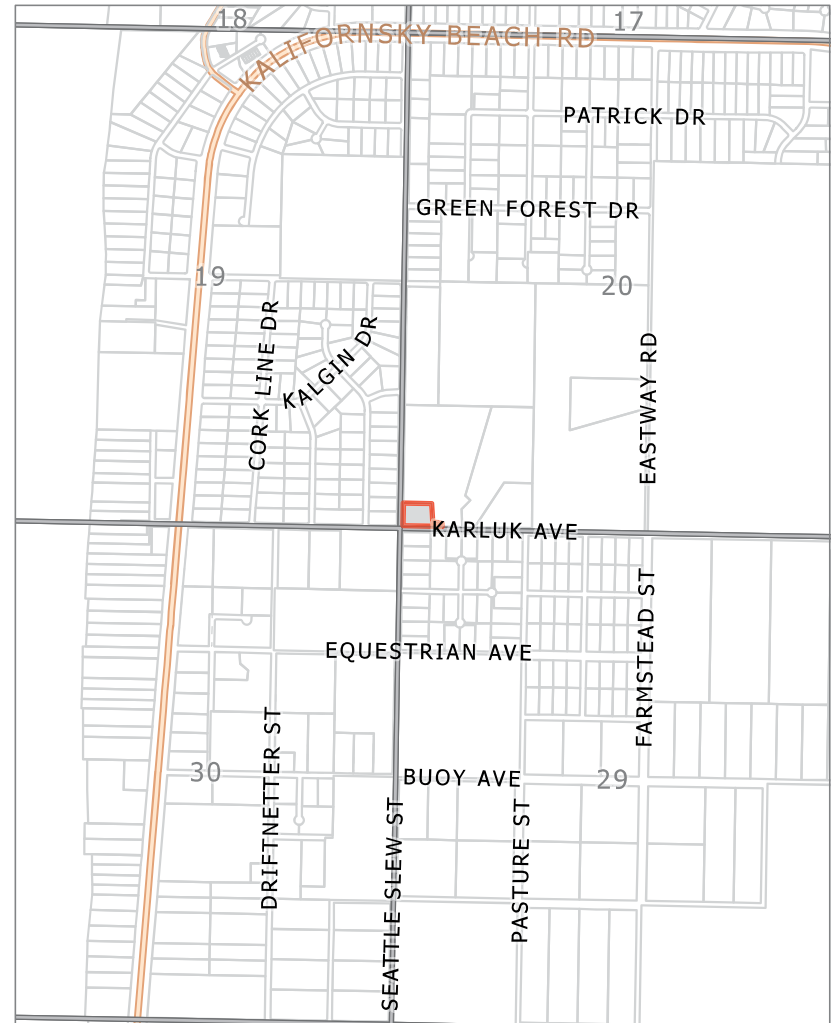 18
17
KALIFORNSKY BEACH RD
PATRICK DR
GREEN FOREST DR
19
20
CORK LINE DR
KALGIN DR
EASTWAY RD
KARLUK AVE
EQUESTRIAN AVE
FARMSTEAD ST
DRIFTNETTER ST
30
BUOY AVE
29
SEATTLE SLEW ST
PASTURE ST